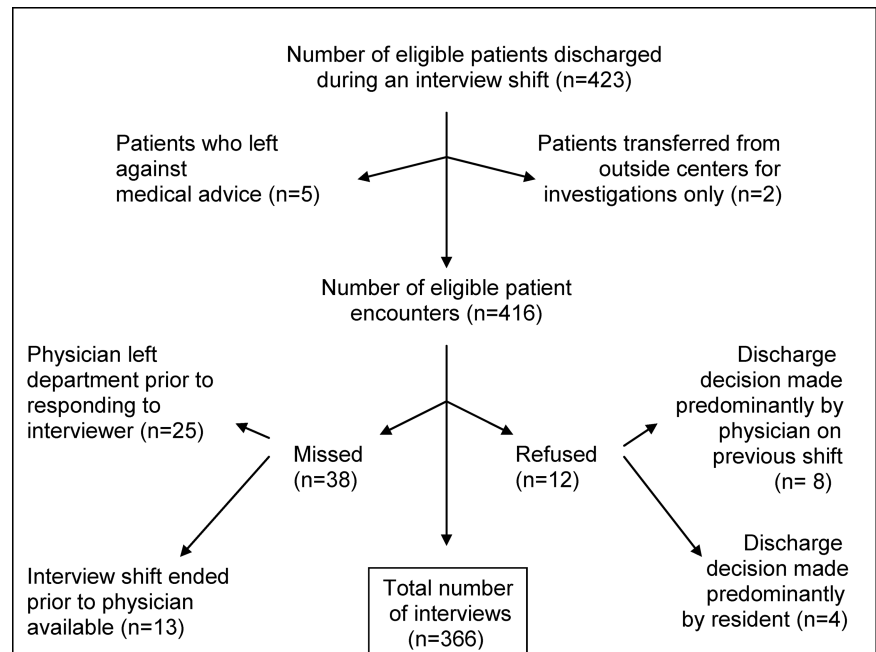 Number of eligible patients discharged
during an interview shift (n=423)
Patients who left
against
medical advice (n=5)
Patients transferred from
outside centers for
investigations only (n=2)
Number of eligible patient
encounters (n=416)
Physician left
department prior to
responding to
interviewer (n=25)
Discharge
decision made
predominantly by
physician on
previous shift
(n= 8)
Missed
(n=38)
Refused
(n=12)
Interview shift ended
prior to physician
available (n=13)
Total number
of interviews
(n=366)
Discharge
decision made
predominantly
by resident (n=4)